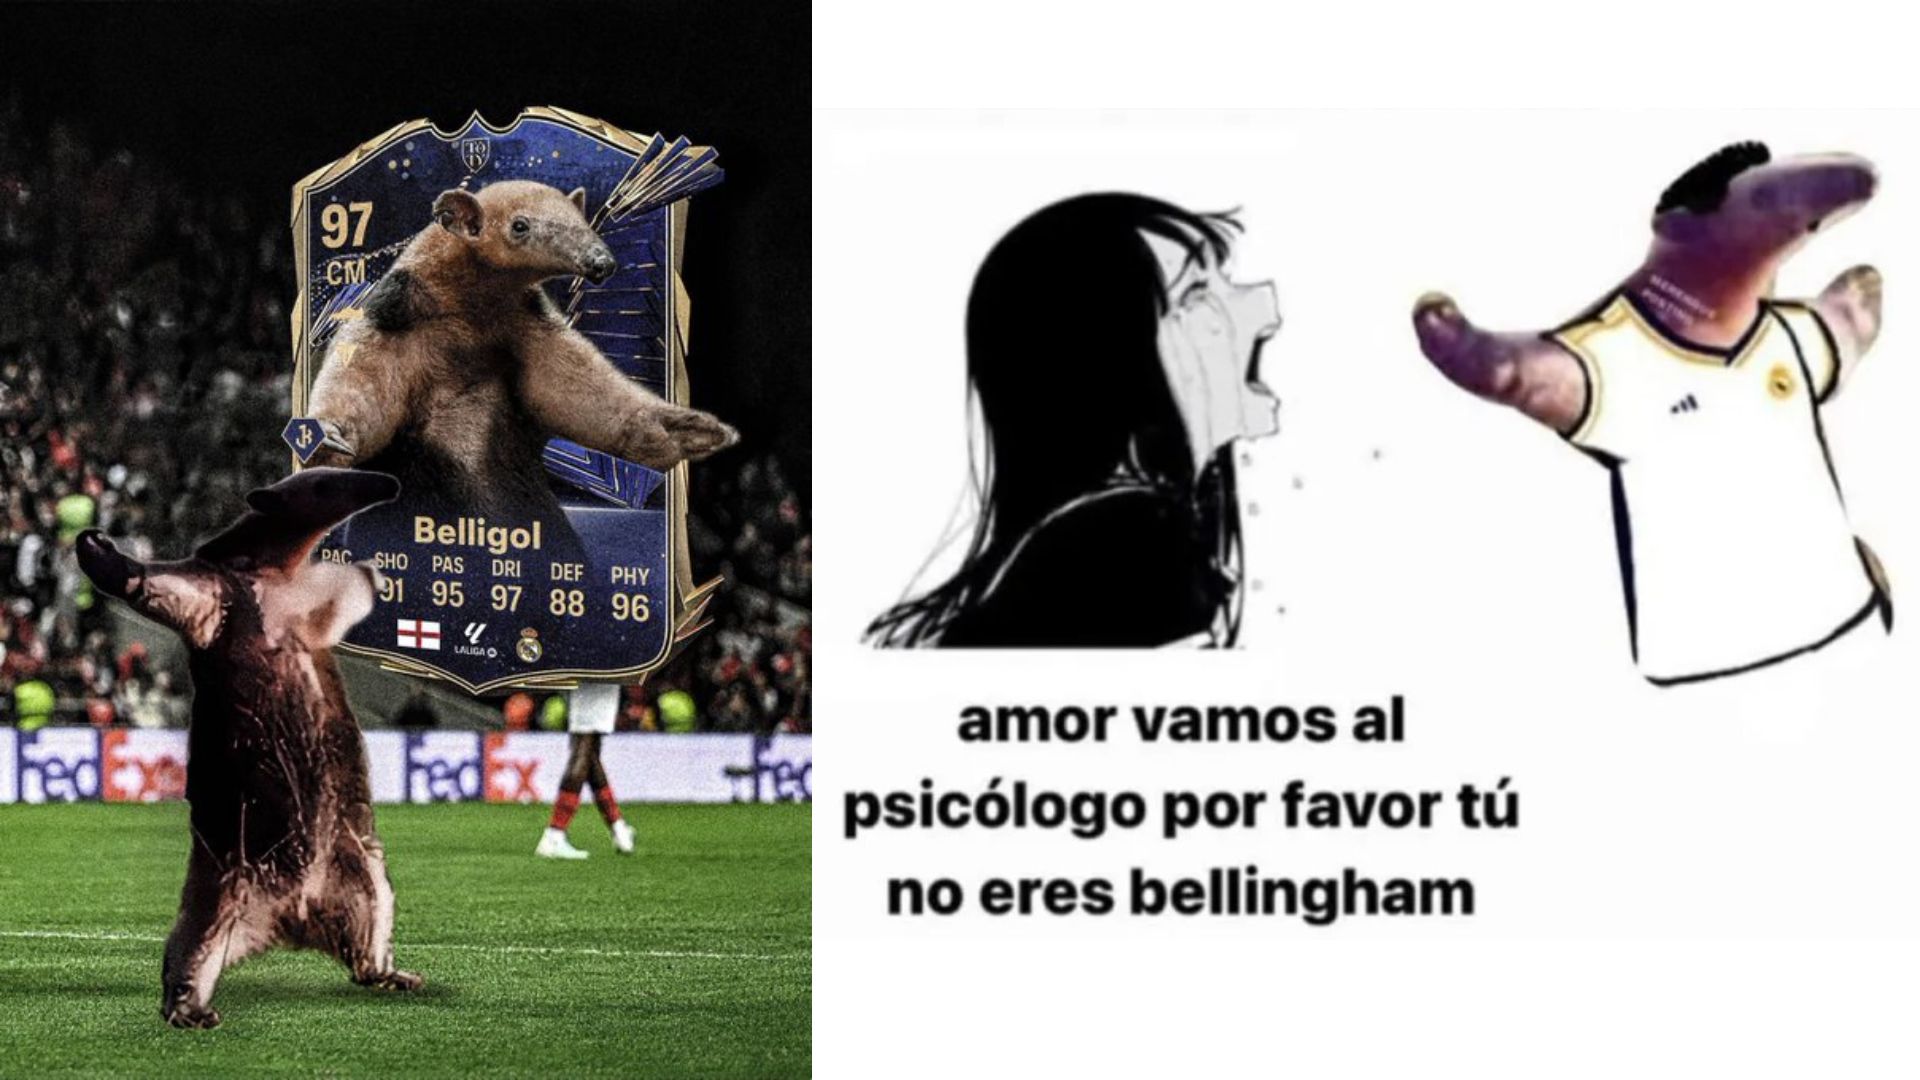 97
CM
Belligol
PAC SHO PAS DRI DEF PHY
91 95 97 88 96
LALIGA
FedEx
FedEx
Fed
amor vamos al
psicólogo por favor tú
no eres bellingham